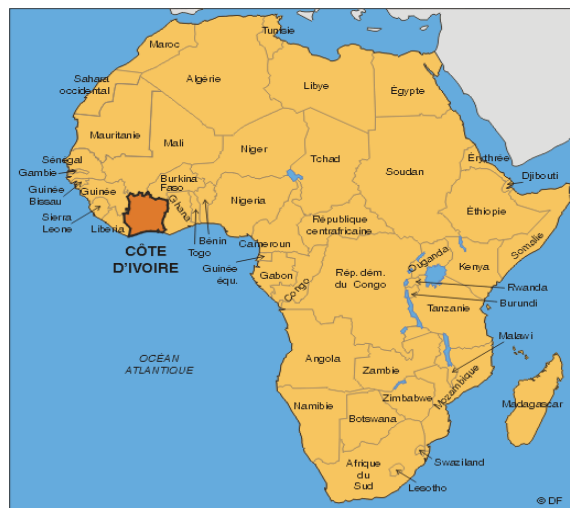 Tunisie
Maroc
Algérie
Libye
Égypte
Sahara
occidental
Mauritanie
Mali
Niger
Tchad
Soudan
Érythrée
Djibouti
Sénégal
Gambie
Guinée
Bissau
Guinée
Sierra
Leone
Liberia
Burkina
Faso
Ghana
Nigeria
Éthiopie
Somalie
République
centrafricaine
CÔTE
D'IVOIRE
Togo
Bénin
Cameroun
Guinée
équ.
Gabon
Congo
Rép. dém.
du Congo
Ouganda
Kenya
Rwanda
Burundi
Tanzanie
Malawi
OCÉAN
ATLANTIQUE
Angola
Zambie
Mozambique
Zimbabwe
Madagascar
Namibie
Botswana
Swaziland
Afrique
du Sud
Lesotho
© DF